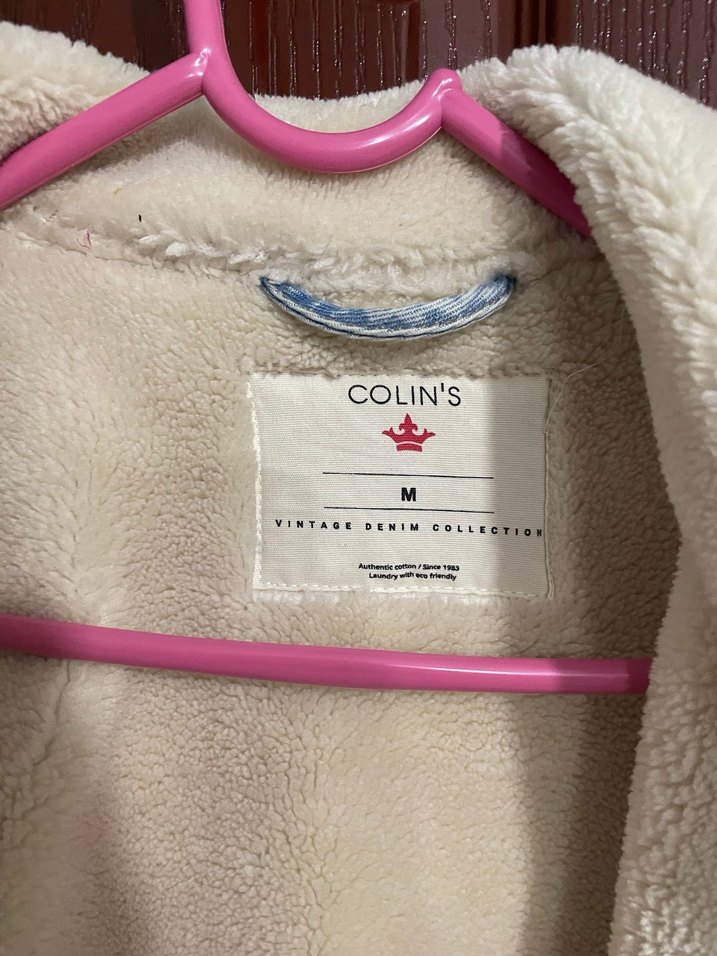 COLIN'S
M
VINTAGE DENIM COLLECTION
Authentic cotton / Since 1983
Laundry with eco friendly